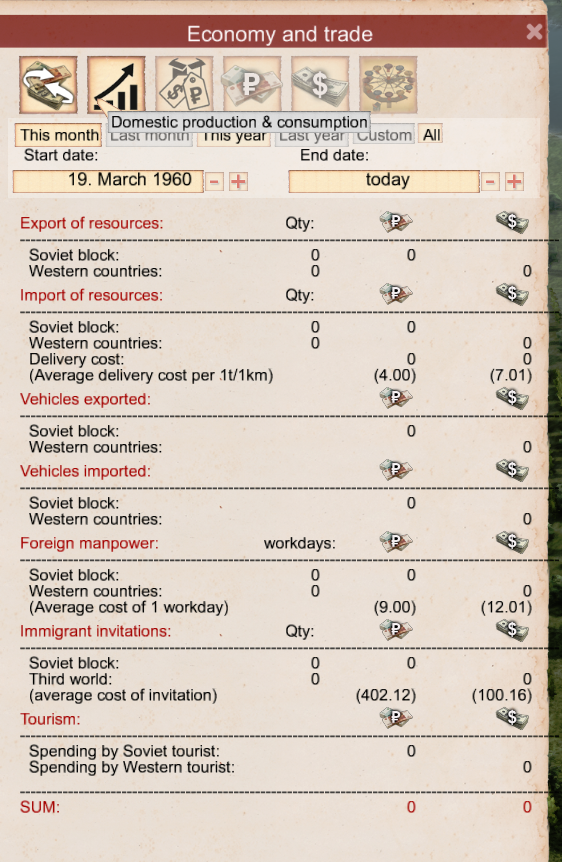 Economy and trade
Domestic production & consumption
This month Last month This year Last year Custom All
Start date: End date:
19. March 1960 - + today - +
Export of resources: Qty:
Soviet block: 0 0
Western countries: 0 0
Import of resources: Qty:
Soviet block: 0 0
Western countries: 0 0
Delivery cost: 0 0
(Average delivery cost per 1t/1km) (4.00) (7.01)
Vehicles exported:
Soviet block: 0
Western countries: 0
Vehicles imported:
Soviet block: 0
Western countries: 0
Foreign manpower: workdays:
Soviet block: 0 0
Western countries: 0 0
(Average cost of 1 workday) (9.00) (12.01)
Immigrant invitations: Qty:
Soviet block: 0 0
Third world: 0 0
(average cost of invitation) (402.12) (100.16)
Tourism:
Spending by Soviet tourist: 0
Spending by Western tourist: 0
SUM: 0 0